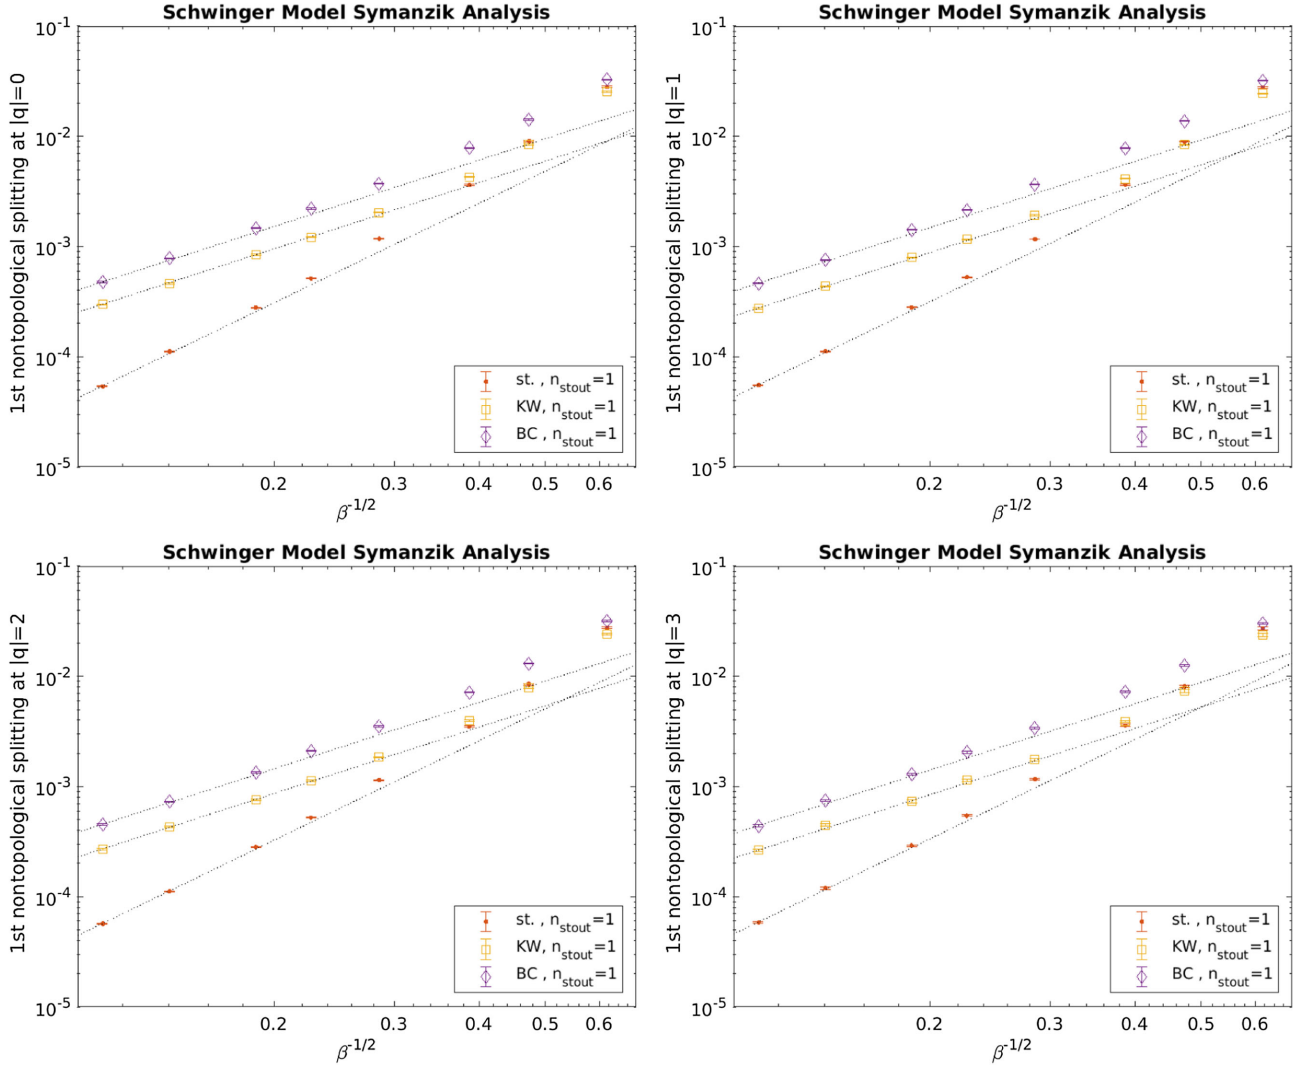 Schwinger Model Symanzik Analysis
1st nontopological splitting at |q|=0
10^-1
10^-2
10^-3
10^-4
10^-5
st. , n_stout=1
KW, n_stout=1
BC , n_stout=1
0.2 0.3 0.4 0.5 0.6
β^-1/2
Schwinger Model Symanzik Analysis
1st nontopological splitting at |q|=1
10^-1
10^-2
10^-3
10^-4
10^-5
st. , n_stout=1
KW, n_stout=1
BC , n_stout=1
0.2 0.3 0.4 0.5 0.6
β^-1/2
Schwinger Model Symanzik Analysis
1st nontopological splitting at |q|=2
10^-1
10^-2
10^-3
10^-4
10^-5
st. , n_stout=1
KW, n_stout=1
BC , n_stout=1
0.2 0.3 0.4 0.5 0.6
β^-1/2
Schwinger Model Symanzik Analysis
1st nontopological splitting at |q|=3
10^-1
10^-2
10^-3
10^-4
10^-5
st. , n_stout=1
KW, n_stout=1
BC , n_stout=1
0.2 0.3 0.4 0.5 0.6
β^-1/2